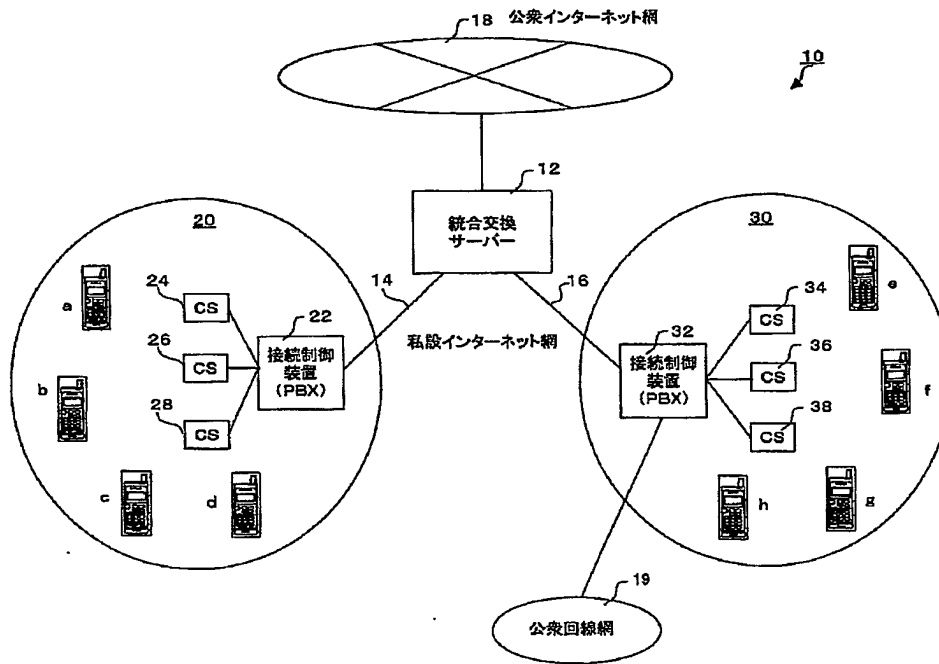 18
公衆インターネット網
10
12
統合交換
サーバー
20
30
14
16
私設インターネット網
24
CS
22
接続制御
装置
(PBX)
26
CS
28
CS
a
b
c
d
32
接続制御
装置
(PBX)
34
CS
36
CS
38
CS
e
f
g
h
19
公衆回線網